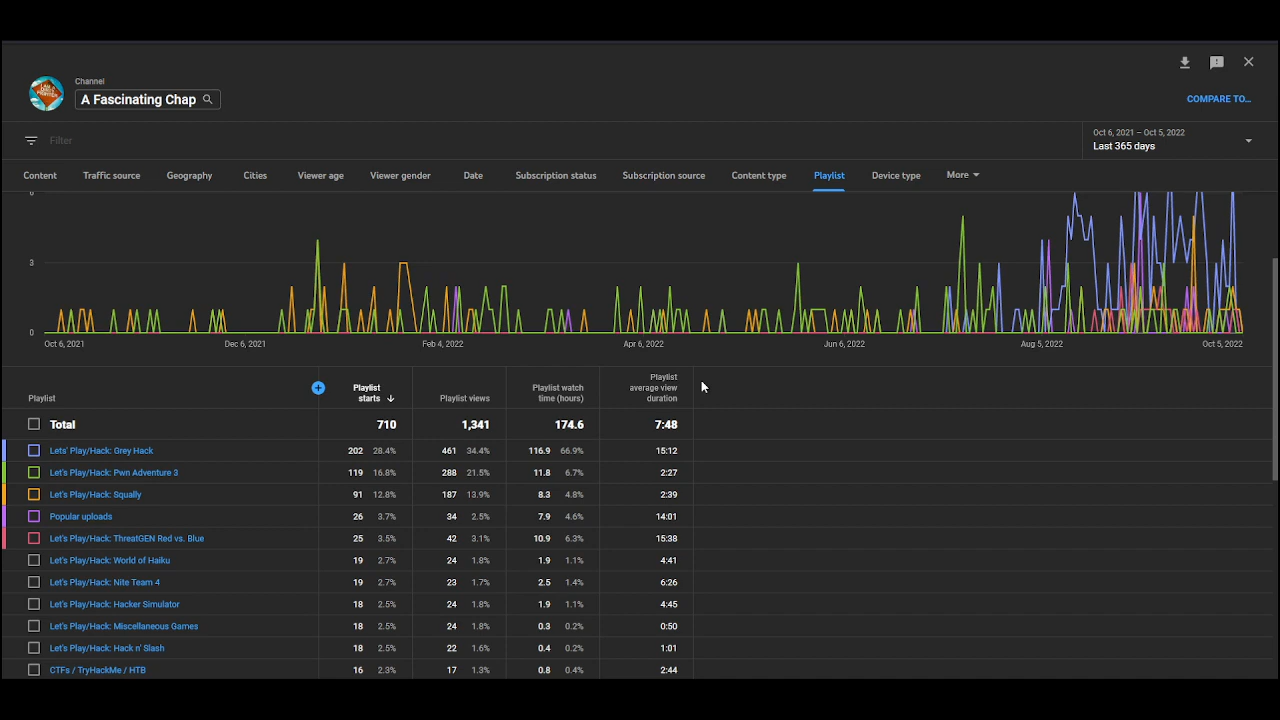 Channel
A Fascinating Chap
COMPARE TO...
Filter
Oct 6, 2021 – Oct 5, 2022
Last 365 days
Content Traffic source Geography Cities Viewer age Viewer gender Date Subscription status Subscription source Content type Playlist Device type More
6
3
0
Oct 6, 2021 Dec 6, 2021 Feb 4, 2022 Apr 6, 2022 Jun 6, 2022 Aug 5, 2022 Oct 5, 2022
Playlist
Playlist
starts
Playlist views
Playlist watch
time (hours)
Playlist
average view
duration
Total 710 1,341 174.6 7:48
Lets' Play/Hack: Grey Hack 202 28.4% 461 34.4% 116.9 66.9% 15:12
Let's Play/Hack: Pwn Adventure 3 119 16.8% 288 21.5% 11.8 6.7% 2:27
Let's Play/Hack: Squally 91 12.8% 187 13.9% 8.3 4.8% 2:39
Popular uploads 26 3.7% 34 2.5% 7.9 4.6% 14:01
Let's Play/Hack: ThreatGEN Red vs. Blue 25 3.5% 42 3.1% 10.9 6.3% 15:38
Let's Play/Hack: World of Haiku 19 2.7% 24 1.8% 1.9 1.1% 4:41
Let's Play/Hack: Nite Team 4 19 2.7% 23 1.7% 2.5 1.4% 6:26
Let's Play/Hack: Hacker Simulator 18 2.5% 24 1.8% 1.9 1.1% 4:45
Let's Play/Hack: Miscellaneous Games 18 2.5% 24 1.8% 0.3 0.2% 0:50
Let's Play/Hack: Hack n' Slash 18 2.5% 22 1.6% 0.4 0.2% 1:01
CTFs / TryHackMe / HTB 16 2.3% 17 1.3% 0.8 0.4% 2:44